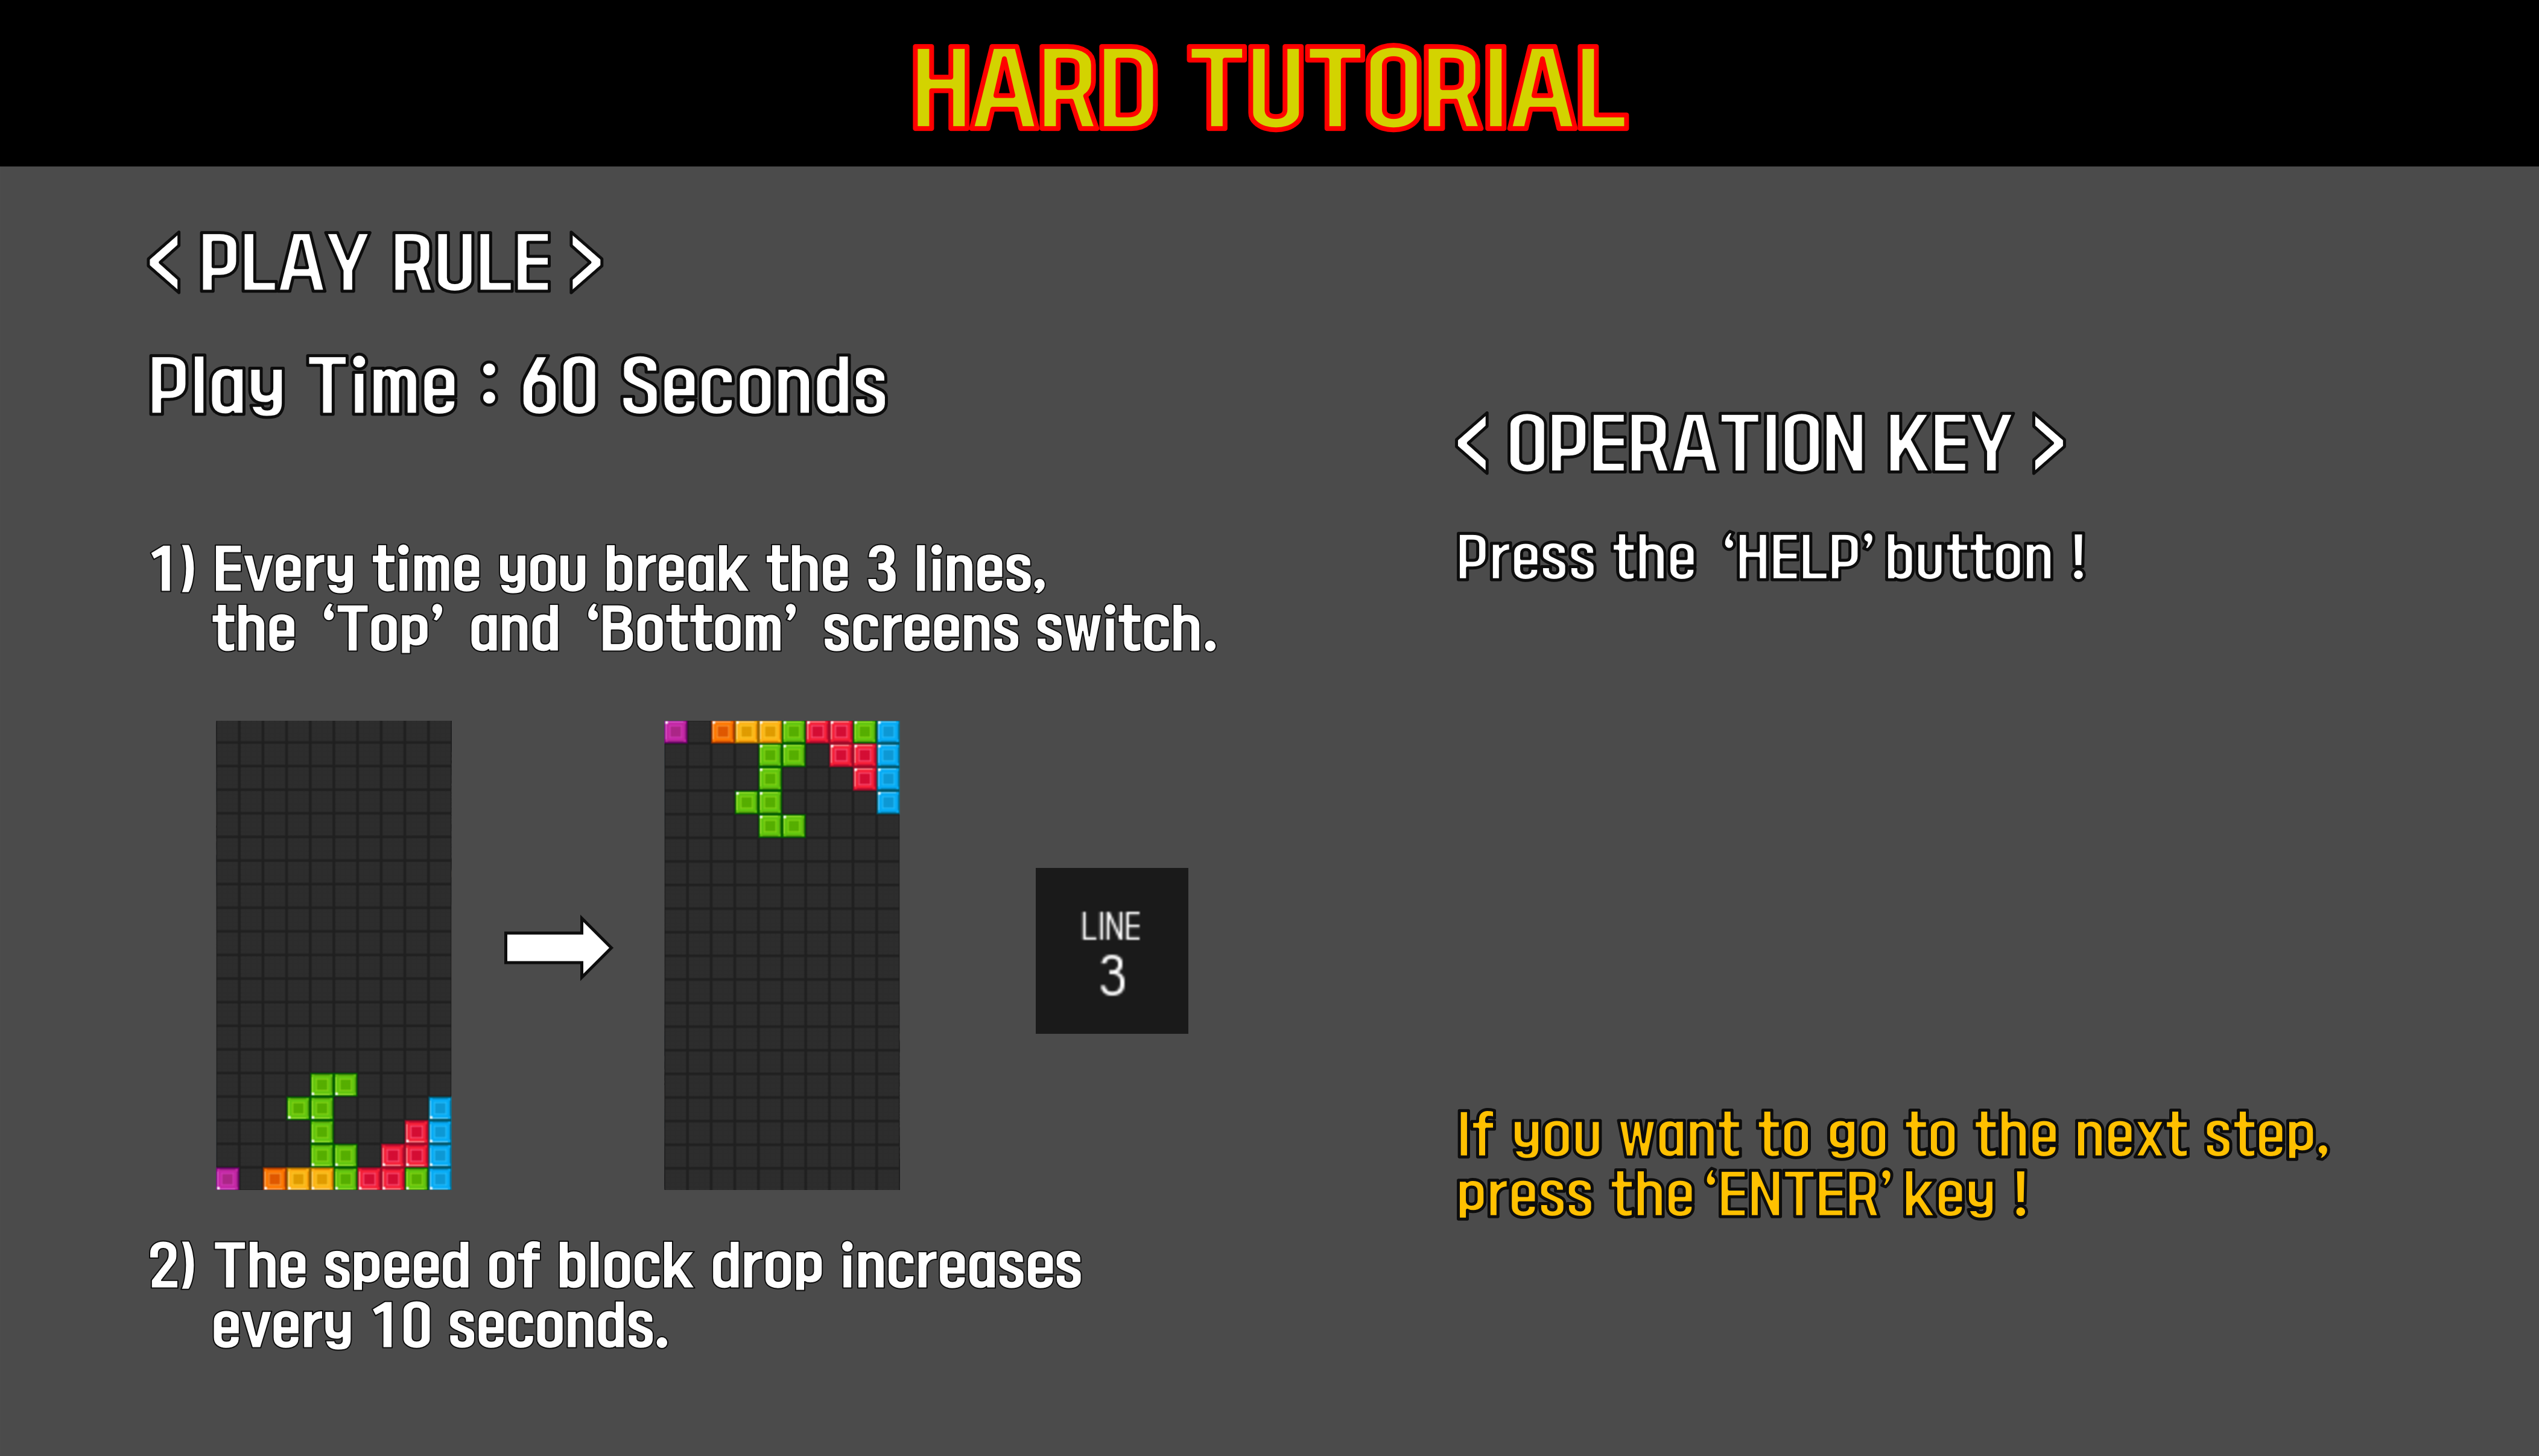 HARD TUTORIAL
< PLAY RULE >
Play Time : 60 Seconds
1) Every time you break the 3 lines,
the ‘Top’ and ‘Bottom’ screens switch.
LINE
3
2) The speed of block drop increases
every 10 seconds.
< OPERATION KEY >
Press the ‘HELP’ button !
If you want to go to the next step,
press the ‘ENTER’ key !